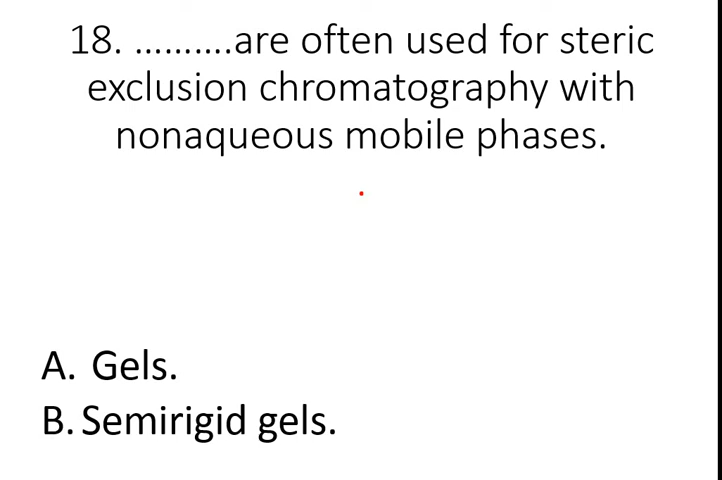 18. ..........are often used for steric
exclusion chromatography with
nonaqueous mobile phases.
A. Gels.
B. Semirigid gels.